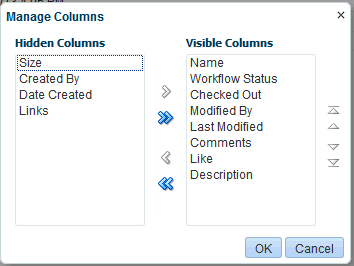 Manage Columns
Hidden Columns
Size
Created By
Date Created
Links
Visible Columns
Name
Workflow Status
Checked Out
Modified By
Last Modified
Comments
Like
Description
OK
Cancel